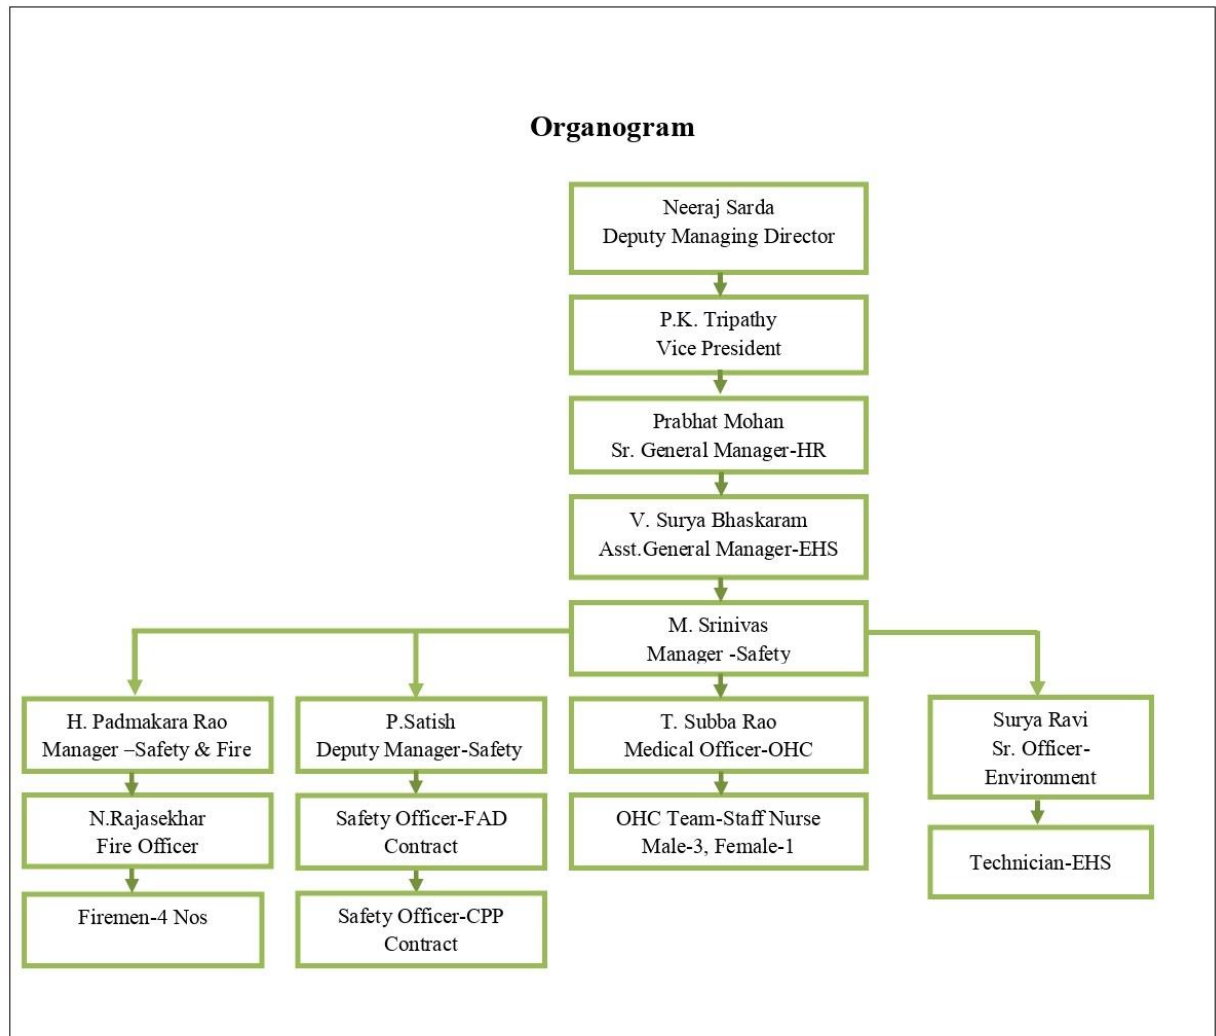 Organogram
Neeraj Sarda
Deputy Managing Director
P.K. Tripathy
Vice President
Prabhat Mohan
Sr. General Manager-HR
V. Surya Bhaskaram
Asst.General Manager-EHS
M. Srinivas
Manager -Safety
H. Padmakara Rao
Manager –Safety & Fire
P.Satish
Deputy Manager-Safety
T. Subba Rao
Medical Officer-OHC
Surya Ravi
Sr. Officer-
Environment
N.Rajasekhar
Fire Officer
Safety Officer-FAD
Contract
OHC Team-Staff Nurse
Male-3, Female-1
Technician-EHS
Firemen-4 Nos
Safety Officer-CPP
Contract